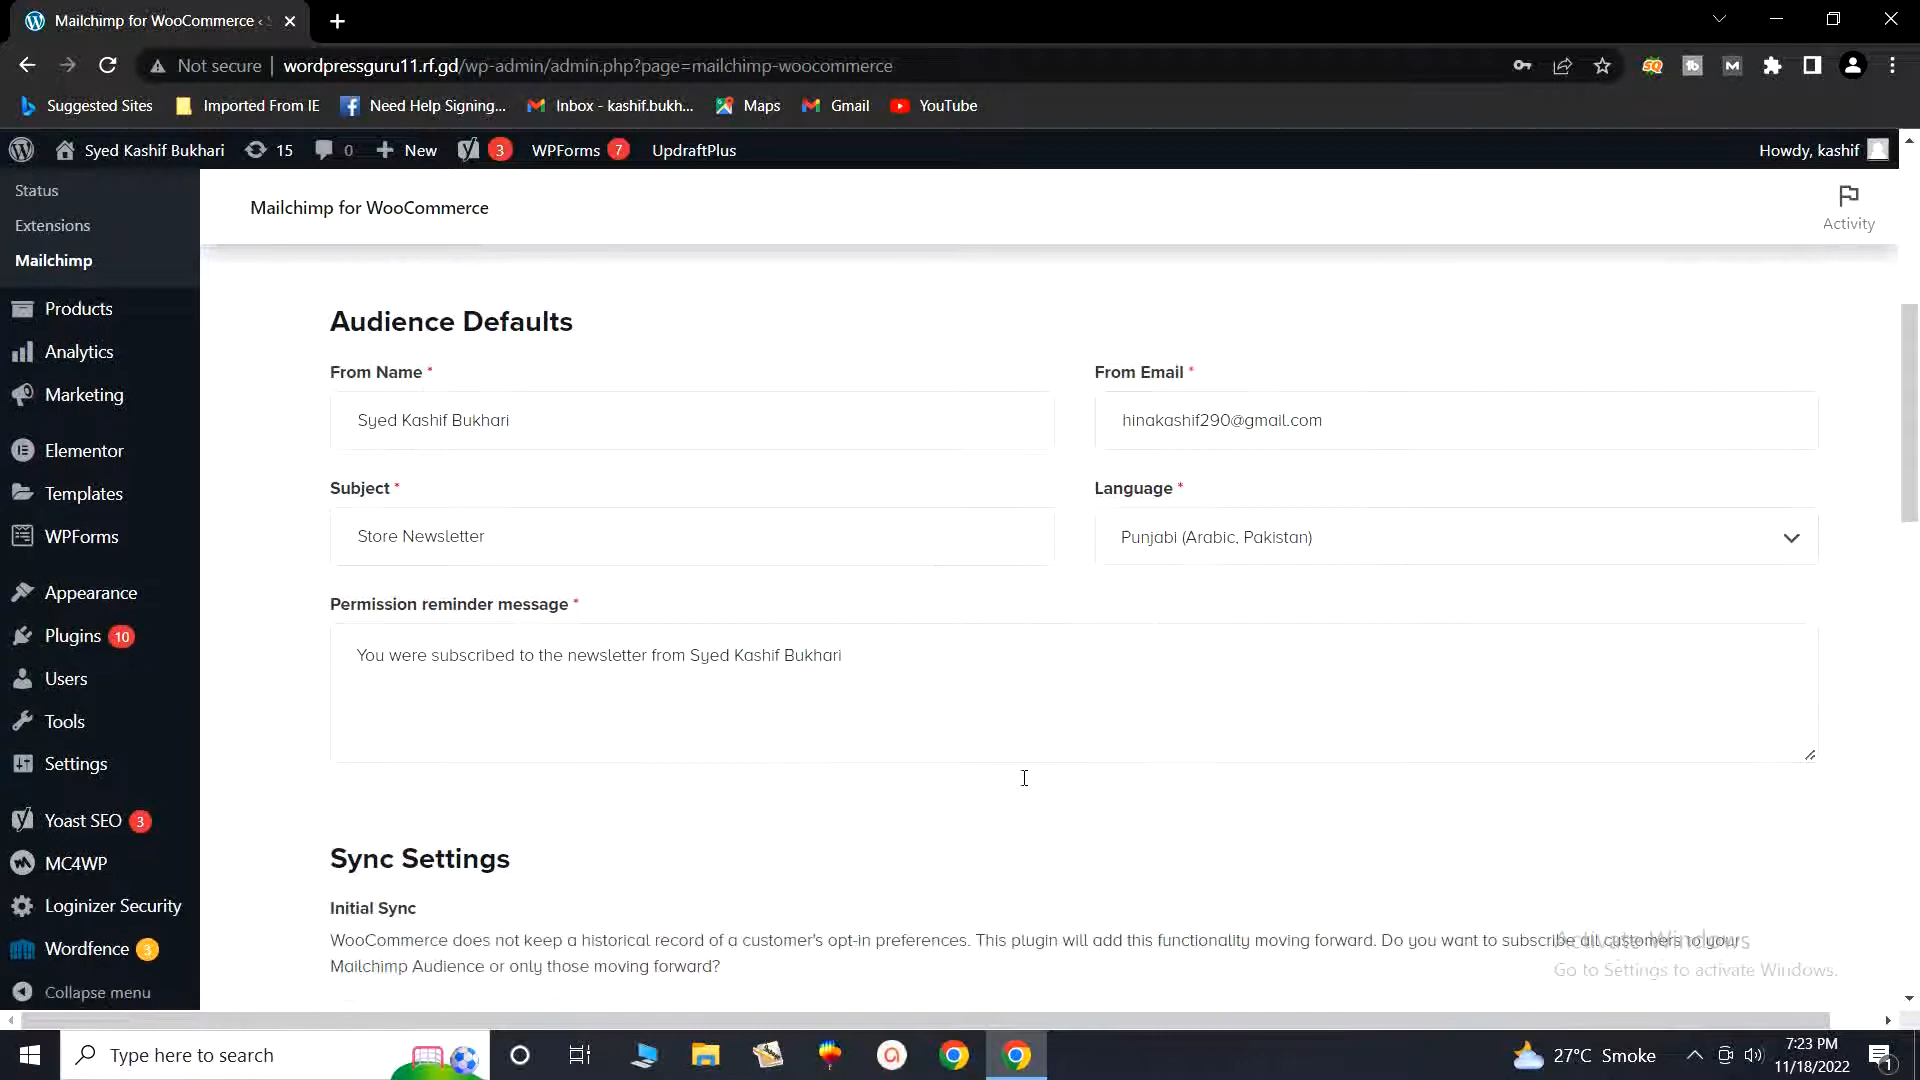 Mailchimp for WooCommerce ‹
Not secure
wordpressguru11.rf.gd/wp-admin/admin.php?page=mailchimp-woocommerce
Suggested Sites
Imported From IE
Need Help Signing...
Inbox - kashif.bukh...
Maps
Gmail
YouTube
Syed Kashif Bukhari
15
0
New
3
WPForms 7
UpdraftPlus
Howdy, kashif
Status
Extensions
Mailchimp
Products
Analytics
Marketing
Elementor
Templates
WPForms
Appearance
Plugins 10
Users
Tools
Settings
Yoast SEO 3
MC4WP
Loginizer Security
Wordfence 3
Collapse menu
Mailchimp for WooCommerce
Activity
Audience Defaults
From Name *
From Email *
Syed Kashif Bukhari
hinakashif290@gmail.com
Subject *
Language *
Store Newsletter
Punjabi (Arabic, Pakistan)
Permission reminder message *
You were subscribed to the newsletter from Syed Kashif Bukhari
Sync Settings
Initial Sync
WooCommerce does not keep a historical record of a customer's opt-in preferences. This plugin will add this functionality moving forward. Do you want to subscribe all customers to your
Mailchimp Audience or only those moving forward?
Activate Windows
Go to Settings to activate Windows.
Type here to search
27°C Smoke
7:23 PM
11/18/2022
1